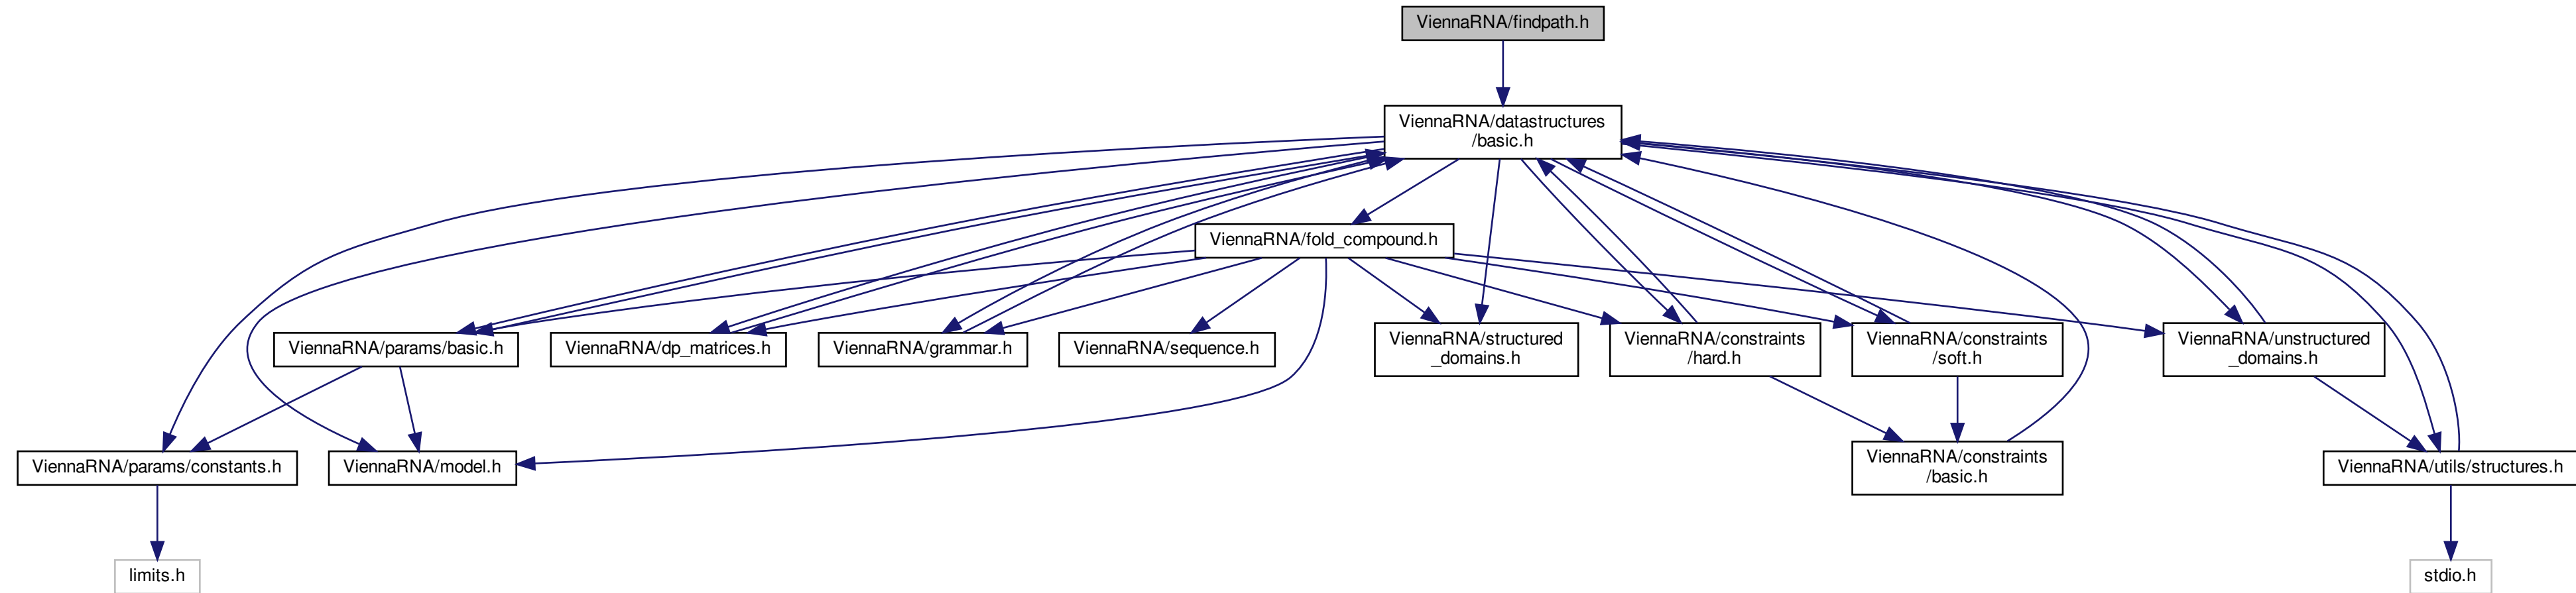 ViennaRNA/findpath.h
ViennaRNA/datastructures
/basic.h
ViennaRNA/fold_compound.h
ViennaRNA/params/basic.h
ViennaRNA/dp_matrices.h
ViennaRNA/grammar.h
ViennaRNA/sequence.h
ViennaRNA/structured
_domains.h
ViennaRNA/constraints
/hard.h
ViennaRNA/constraints
/soft.h
ViennaRNA/unstructured
_domains.h
ViennaRNA/params/constants.h
ViennaRNA/model.h
ViennaRNA/constraints
/basic.h
ViennaRNA/utils/structures.h
limits.h
stdio.h